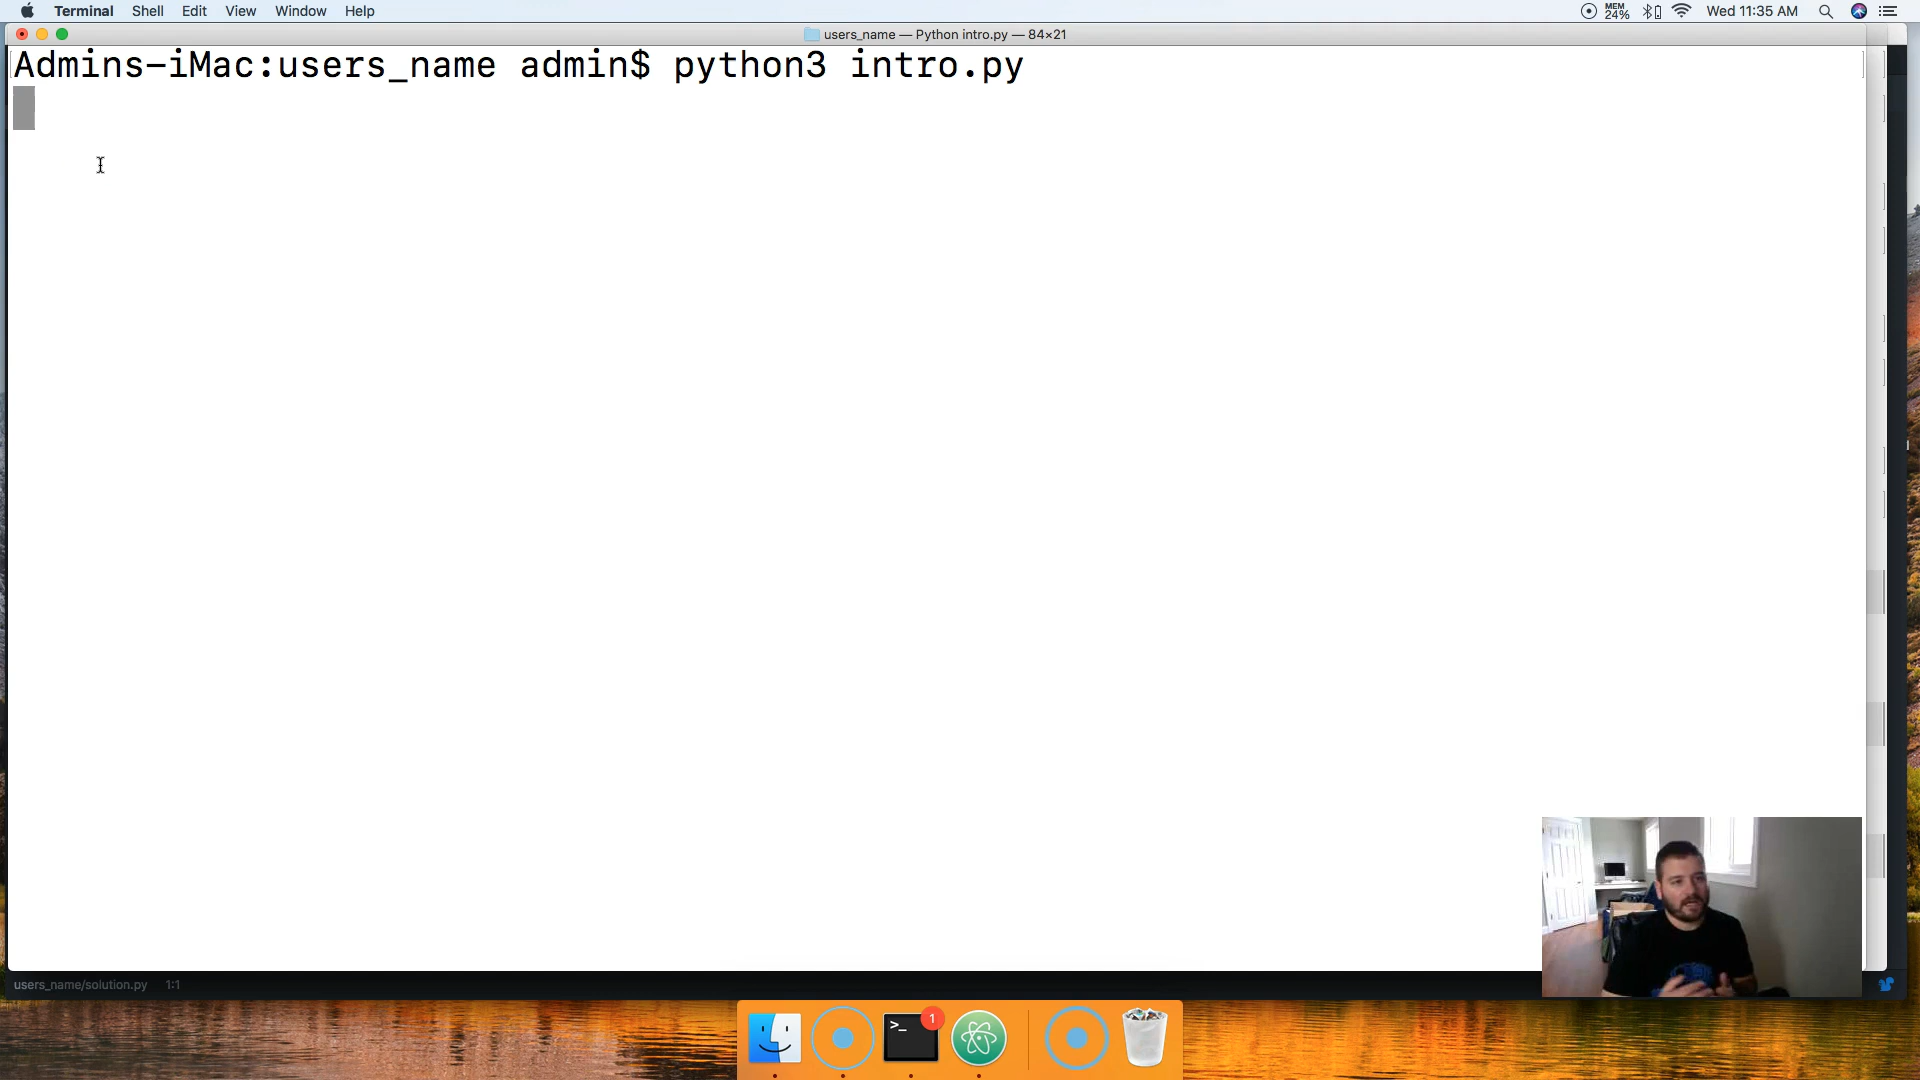 Terminal Shell Edit View Window Help MEM 24% Wed 11:35 AM
users_name — Python intro.py — 84×21
Admins-iMac:users_name admin$ python3 intro.py
users_name/solution.py 1:1
>_ 1